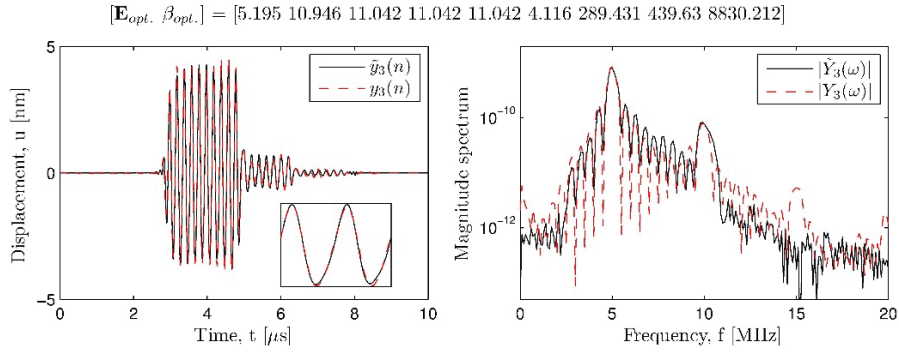 [E_opt. β_opt.] = [5.195 10.946 11.042 11.042 11.042 4.116 289.431 439.63 8830.212]
5
0
−5
Displacement, u [nm]
ỹ₃(n)
y₃(n)
0 2 4 6 8 10
Time, t [μs]
10⁻¹⁰
10⁻¹²
Magnitude spectrum
|Ỹ₃(ω)|
|Y₃(ω)|
0 5 10 15 20
Frequency, f [MHz]